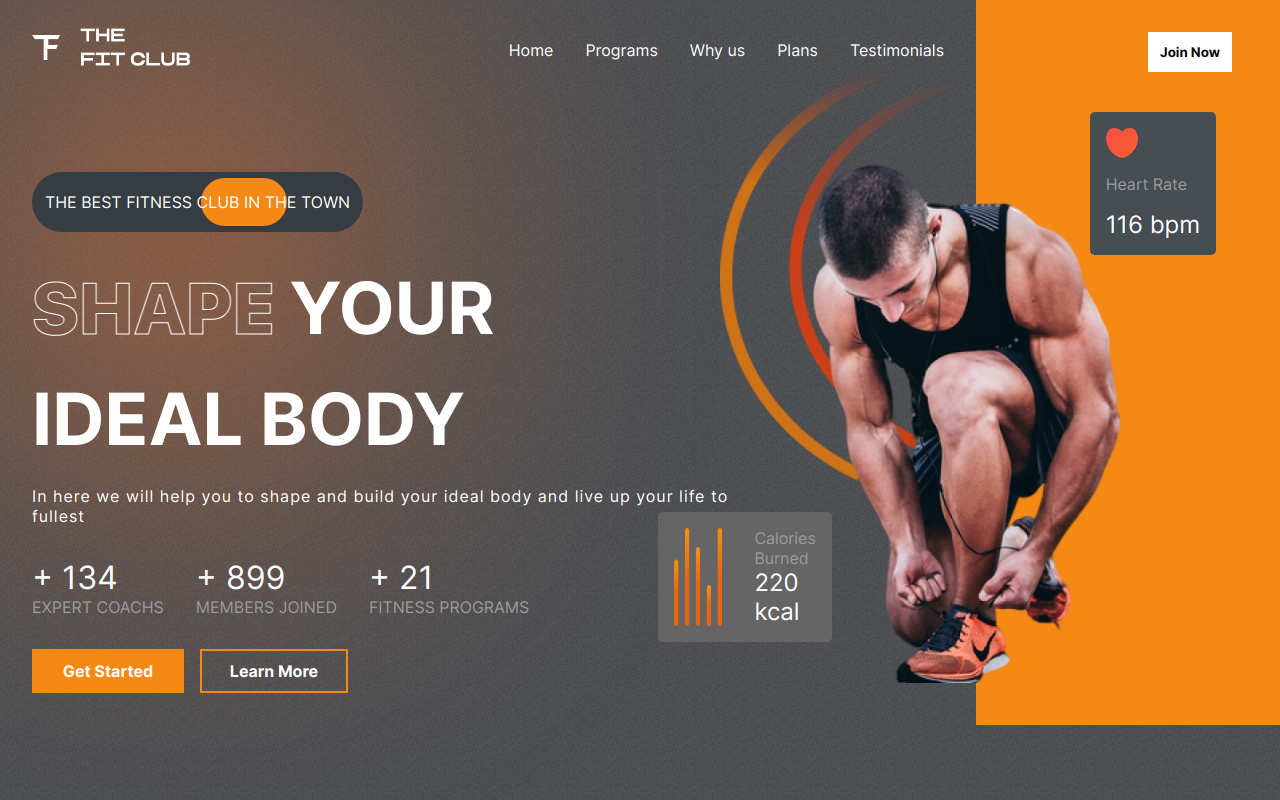 THE
FIT CLUB
Home
Programs
Why us
Plans
Testimonials
Join Now
Heart Rate
116 bpm
THE BEST FITNESS CLUB IN THE TOWN
SHAPE YOUR
IDEAL BODY
In here we will help you to shape and build your ideal body and live up your life to
fullest
Calories
Burned
220
kcal
+ 134
EXPERT COACHS
+ 899
MEMBERS JOINED
+ 21
FITNESS PROGRAMS
Get Started
Learn More